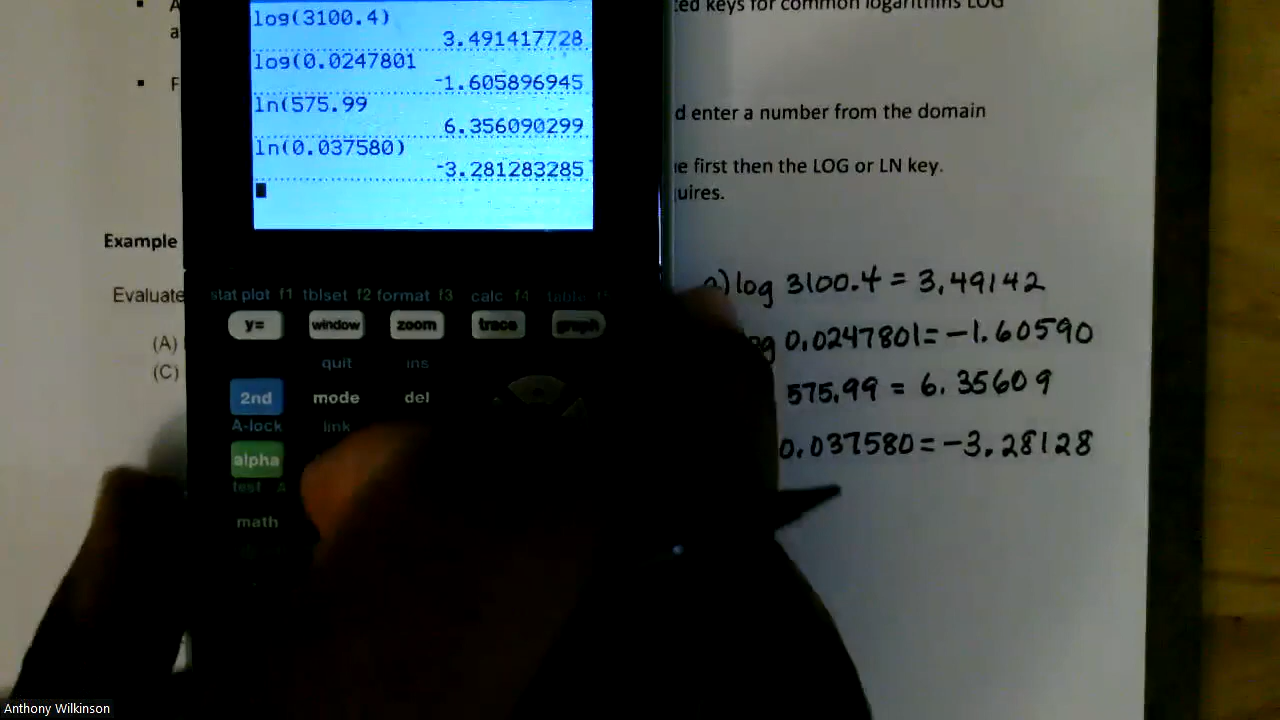 ted keys for common logarithms LOG
log(3100.4)
3.491417728
log(0.0247801
-1.605896945
ln(575.99
6.356090299
ln(0.037580)
-3.281283285
d enter a number from the domain
e first then the LOG or LN key.
uires.
Example
Evaluate
(A)
(C)
a) log 3100.4 = 3.49142
og 0.0247801 = -1.60590
575.99 = 6.35609
0.037580 = -3.28128
stat plot f1 tblset f2 format f3 calc f4 table f5
y= window zoom trace graph
quit ins
2nd mode del
A-lock link
alpha
test A
math
Anthony Wilkinson